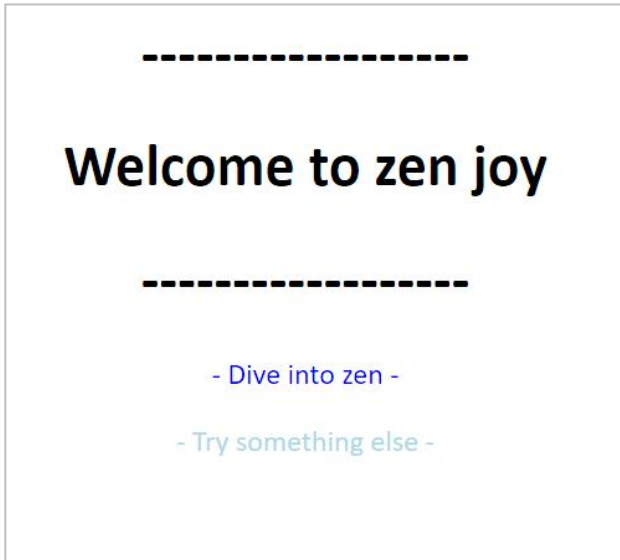 ------------------
Welcome to zen joy
------------------
- Dive into zen -
- Try something else -